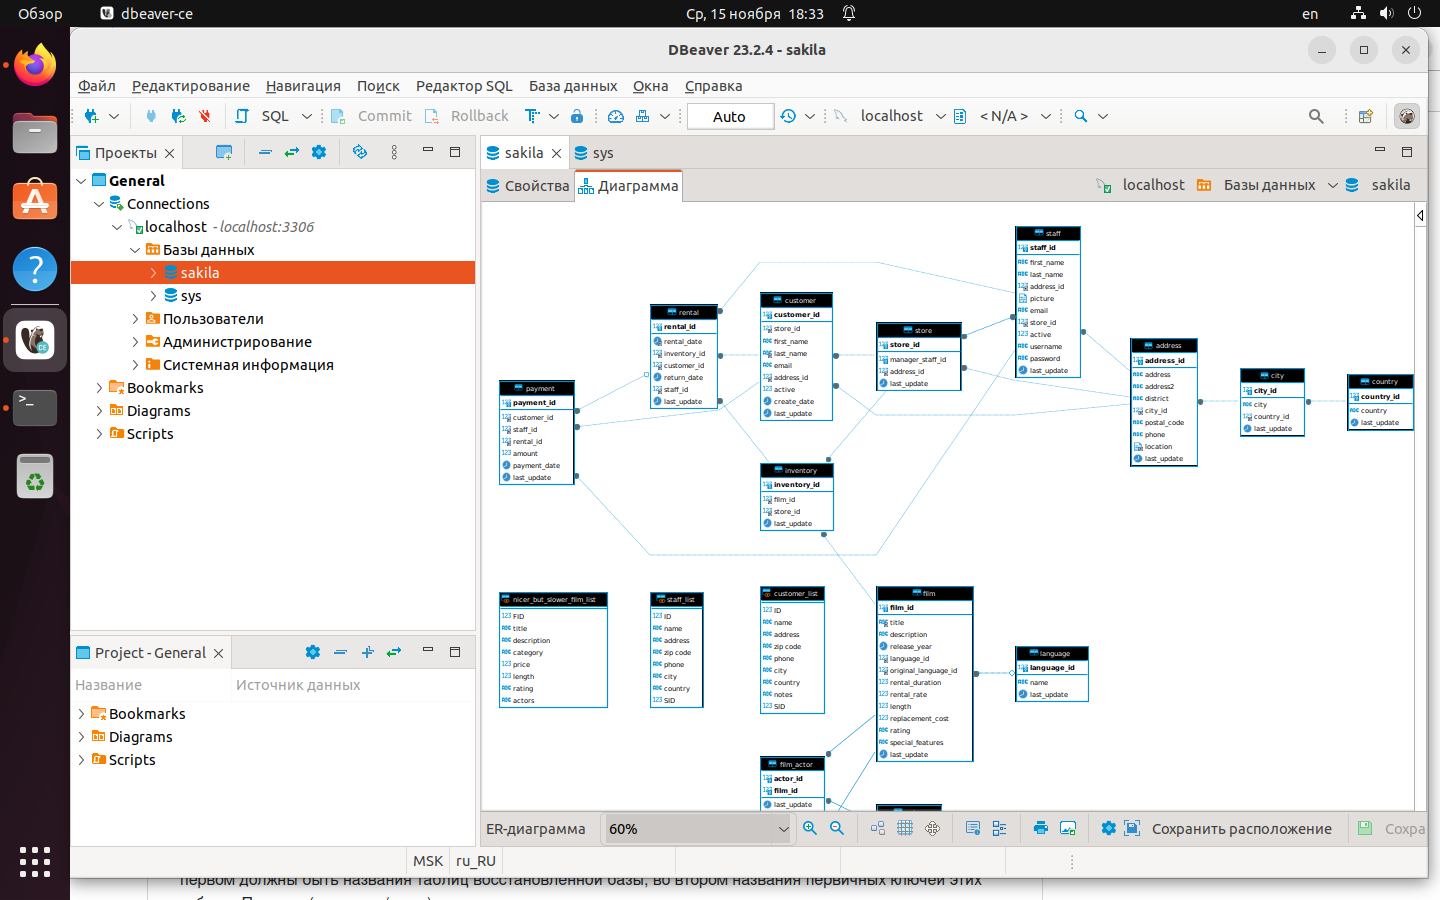 Обзор
dbeaver-ce
Ср, 15 ноября 18:33
en
DBeaver 23.2.4 - sakila
Файл Редактирование Навигация Поиск Редактор SQL База данных Окна Справка
SQL Commit Rollback Auto localhost < N/A >
Проекты
General
Connections
localhost - localhost:3306
Базы данных
sakila
sys
Пользователи
Администрирование
Системная информация
Bookmarks
Diagrams
Scripts
Project - General
Название Источник данных
Bookmarks
Diagrams
Scripts
sakila sys
Свойства Диаграмма
localhost Базы данных sakila
staff
staff_id
first_name
last_name
address_id
picture
email
store_id
active
username
password
last_update
rental
rental_id
rental_date
inventory_id
customer_id
return_date
staff_id
last_update
customer
customer_id
store_id
first_name
last_name
email
address_id
active
create_date
last_update
store
store_id
manager_staff_id
address_id
last_update
address
address_id
address
address2
district
city_id
postal_code
phone
location
last_update
city
city_id
city
country_id
last_update
country
country_id
country
last_update
payment
payment_id
customer_id
staff_id
rental_id
amount
payment_date
last_update
inventory
inventory_id
film_id
store_id
last_update
nicer_but_slower_film_list
FID
title
description
category
price
length
rating
actors
staff_list
ID
name
address
zip code
phone
city
country
SID
customer_list
ID
name
address
zip code
phone
city
country
notes
SID
film
film_id
title
description
release_year
language_id
original_language_id
rental_duration
rental_rate
length
replacement_cost
rating
special_features
last_update
language
language_id
name
last_update
film_actor
actor_id
film_id
last_update
ER-диаграмма 60% Сохранить расположение Сохра
MSK ru_RU
первом должны быть названия таблиц восстановленной базы, во втором названия первичных ключей этих